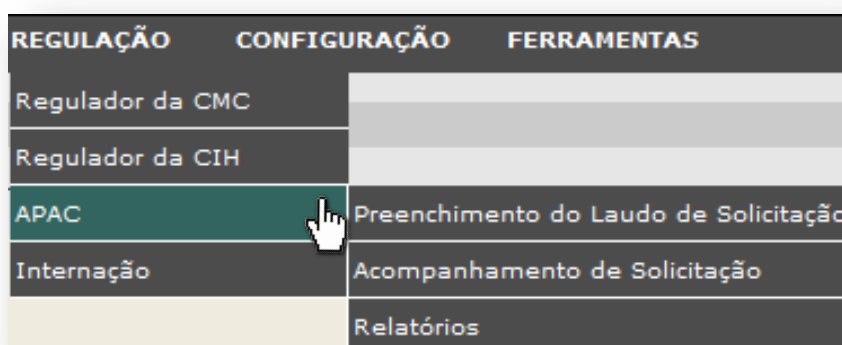 REGULAÇÃO CONFIGURAÇÃO FERRAMENTAS
Regulador da CMC
Regulador da CIH
APAC Preenchimento do Laudo de Solicitação
Internação Acompanhamento de Solicitação
Relatórios